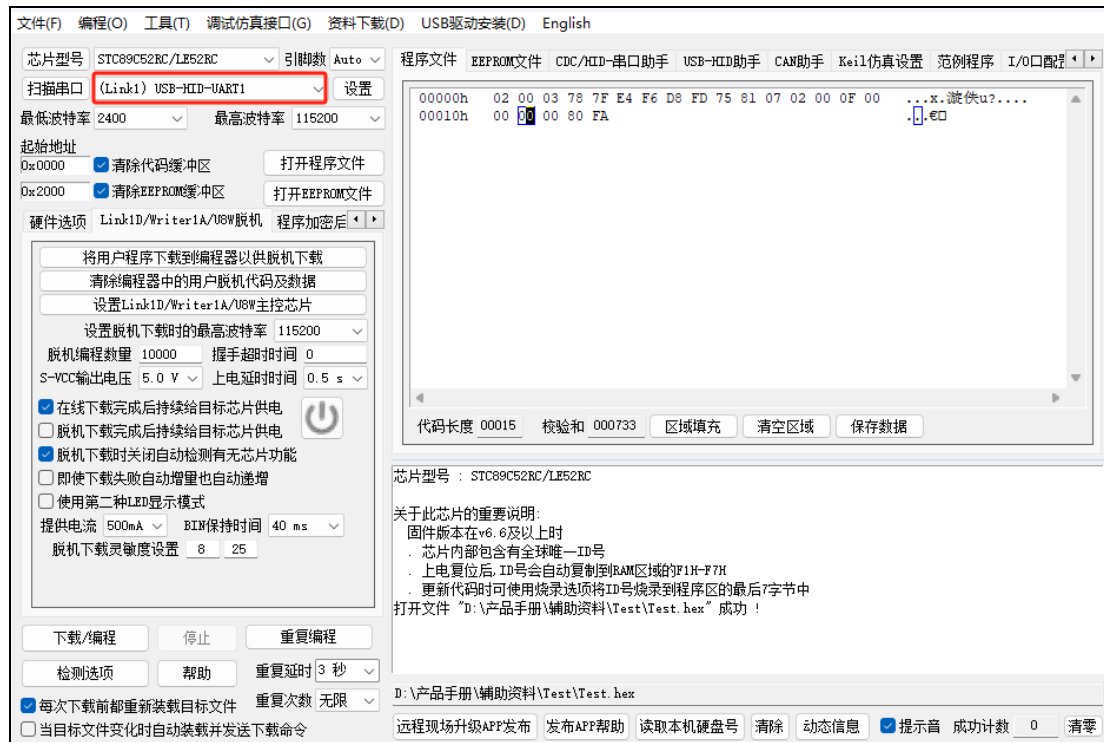 文件(F) 编程(O) 工具(T) 调试仿真接口(G) 资料下载(D) USB驱动安装(D) English
芯片型号 STC89C52RC/LE52RC 引脚数 Auto
扫描串口 (Link1) USB-HID-UART1 设置
最低波特率 2400 最高波特率 115200
起始地址
0x0000 清除代码缓冲区 打开程序文件
0x2000 清除EEPROM缓冲区 打开EEPROM文件
硬件选项 Link1D/Writer1A/U8W脱机 程序加密后
将用户程序下载到编程器以供脱机下载
清除编程器中的用户脱机代码及数据
设置Link1D/Writer1A/U8W主控芯片
设置脱机下载时的最高波特率 115200
脱机编程数量 10000 握手超时时间 0
S-VCC输出电压 5.0 V 上电延时时间 0.5 s
在线下载完成后持续给目标芯片供电
脱机下载完成后持续给目标芯片供电
脱机下载时关闭自动检测有无芯片功能
即使下载失败自动增量也自动递增
使用第二种LED显示模式
提供电流 500mA BIN保持时间 40 ms
脱机下载灵敏度设置 8 25
下载/编程 停止 重复编程
检测选项 帮助 重复延时 3 秒
每次下载前都重新装载目标文件 重复次数 无限
当目标文件变化时自动装载并发送下载命令
程序文件 EEPROM文件 CDC/HID-串口助手 USB-HID助手 CAN助手 Keil仿真设置 范例程序 I/O口配
00000h 02 00 03 78 7F E4 F6 D8 FD 75 81 07 02 00 0F 00 ...x.漩佚u?....
00010h 00 00 00 80 FA ...€□
代码长度 00015 校验和 000733 区域填充 清空区域 保存数据
芯片型号 : STC89C52RC/LE52RC
关于此芯片的重要说明:
固件版本在v6.6及以上时
. 芯片内部包含有全球唯一ID号
. 上电复位后,ID号会自动复制到RAM区域的F1H-F7H
. 更新代码时可使用烧录选项将ID号烧录到程序区的最后7字节中
打开文件 "D:\产品手册\辅助资料\Test\Test.hex" 成功 !
D:\产品手册\辅助资料\Test\Test.hex
远程现场升级APP发布 发布APP帮助 读取本机硬盘号 清除 动态信息 提示音 成功计数 0 清零